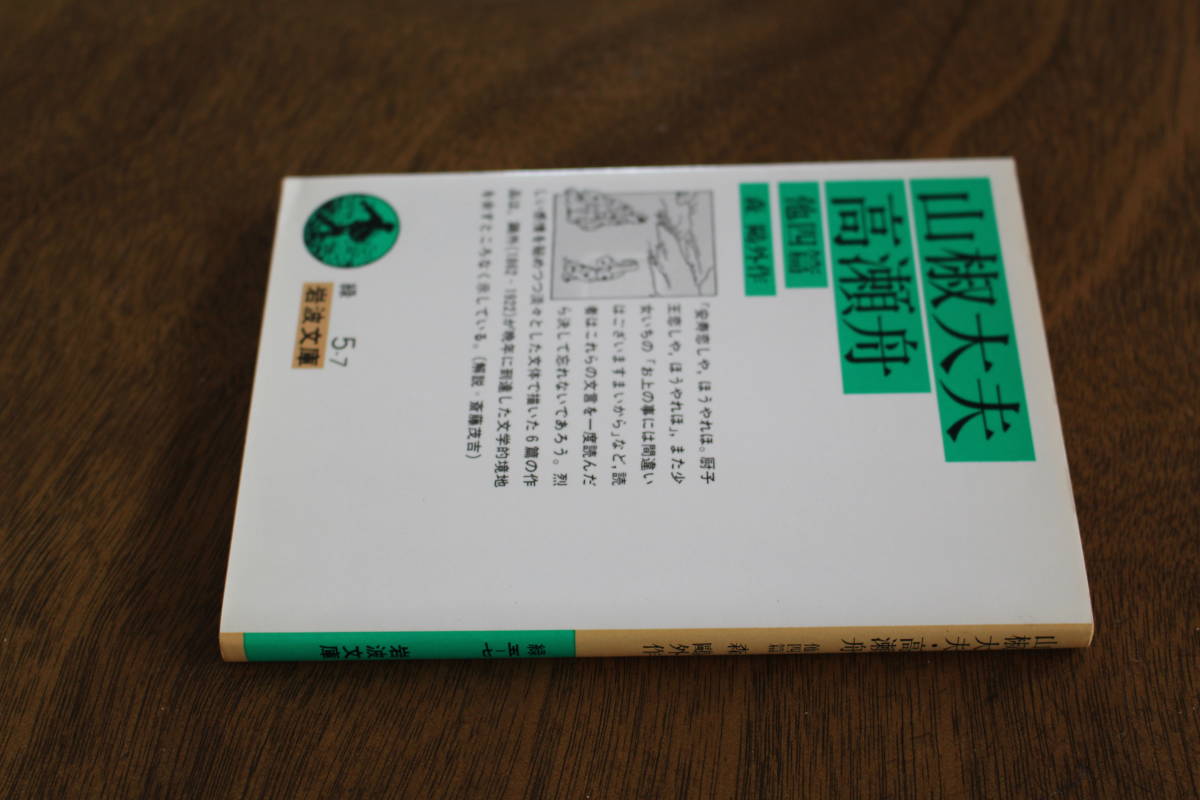 山椒大夫
高瀬舟
他四篇
森 鷗外作
「安寿恋しや，ほうやれほ。厨子
王恋しや，ほうやれほ」，また少
女いちの「お上の事には間違い
はございますまいから」など，読
者はこれらの文言を一度読んだ
ら決して忘れないであろう。烈
しい感情を秘めつつ淡々とした文体で描いた6篇の作
品は，鷗外(1862‐1922)が晩年に到達した文学的境地
を余すところなく示している。(解説＝斎藤茂吉)
緑 5-7
岩波文庫
山椒大夫・高瀬舟 他四篇 森 鷗外作
緑 五-七
岩波文庫